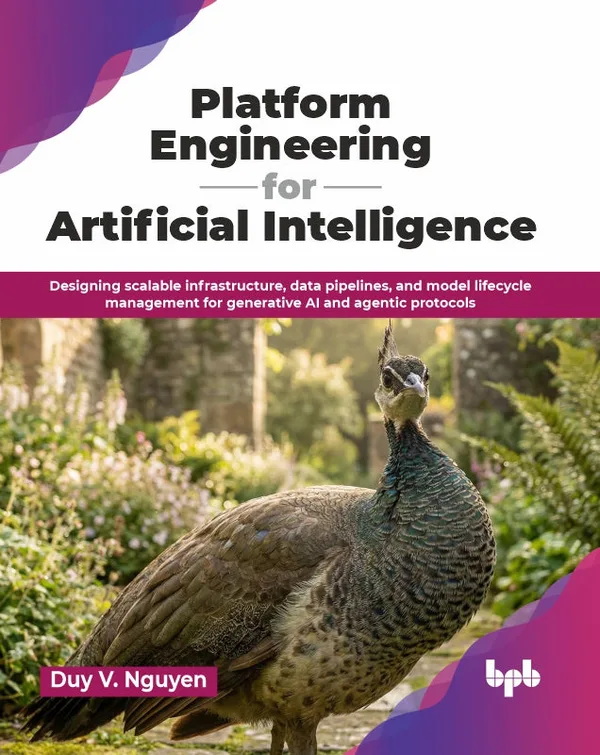 Platform
Engineering
for
Artificial Intelligence
Designing scalable infrastructure, data pipelines, and model lifecycle
management for generative AI and agentic protocols
Duy V. Nguyen
bpb